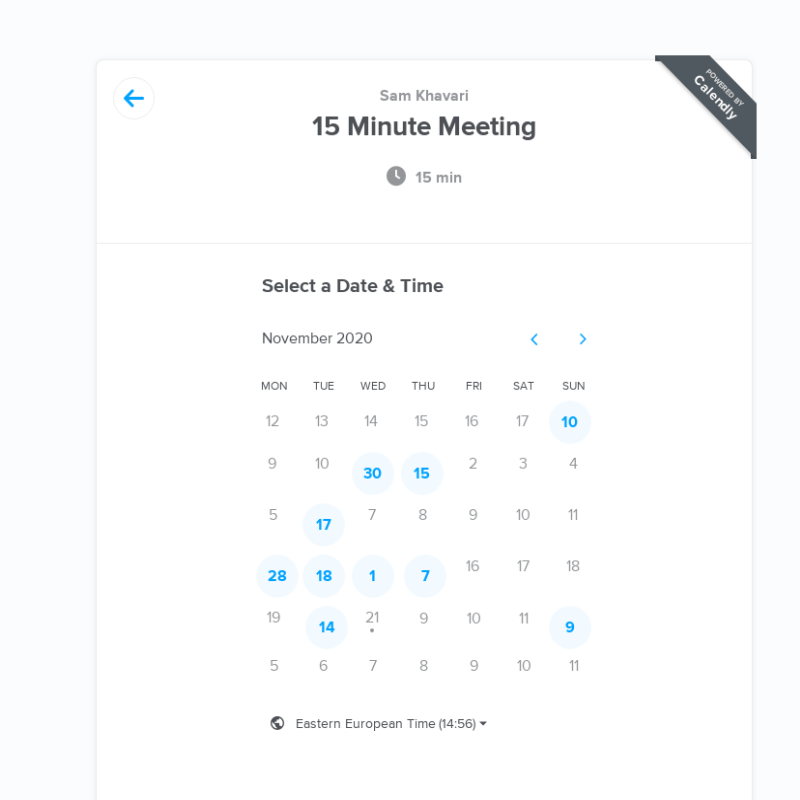 POWERED BY
Calendly
Sam Khavari
15 Minute Meeting
15 min
Select a Date & Time
November 2020
MON TUE WED THU FRI SAT SUN
12 13 14 15 16 17 10
9 10 30 15 2 3 4
5 17 7 8 9 10 11
28 18 1 7 16 17 18
19 14 21 9 10 11 9
5 6 7 8 9 10 11
Eastern European Time (14:56)